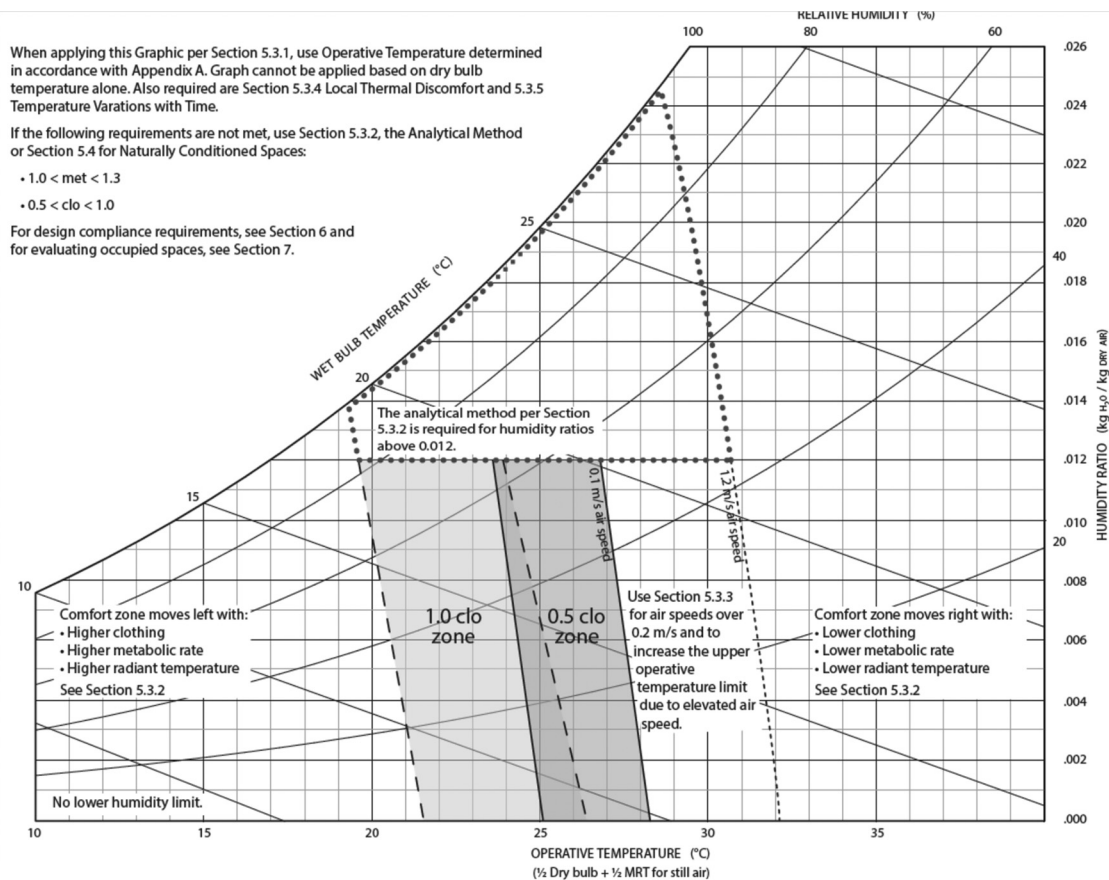 RELATIVE HUMIDITY (%)
100
80
60
When applying this Graphic per Section 5.3.1, use Operative Temperature determined
in accordance with Appendix A. Graph cannot be applied based on dry bulb
temperature alone. Also required are Section 5.3.4 Local Thermal Discomfort and 5.3.5
Temperature Varations with Time.
If the following requirements are not met, use Section 5.3.2, the Analytical Method
or Section 5.4 for Naturally Conditioned Spaces:
• 1.0 < met < 1.3
• 0.5 < clo < 1.0
For design compliance requirements, see Section 6 and
for evaluating occupied spaces, see Section 7.
WET BULB TEMPERATURE (°C)
25
20
15
10
The analytical method per Section
5.3.2 is required for humidity ratios
above 0.012.
0.1 m/s air speed
1.2 m/s air speed
Comfort zone moves left with:
• Higher clothing
• Higher metabolic rate
• Higher radiant temperature
See Section 5.3.2
1.0 clo
zone
0.5 clo
zone
Use Section 5.3.3
for air speeds over
0.2 m/s and to
increase the upper
operative
temperature limit
due to elevated air
speed.
Comfort zone moves right with:
• Lower clothing
• Lower metabolic rate
• Lower radiant temperature
See Section 5.3.2
No lower humidity limit.
.026
.024
.022
.020
40
.018
.016
.014
.012
.010
20
.008
.006
.004
.002
.000
HUMIDITY RATIO (kg H₂O / kg DRY AIR)
10
15
20
25
30
35
OPERATIVE TEMPERATURE (°C)
(½ Dry bulb + ½ MRT for still air)